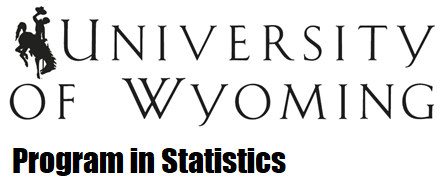 UNIVERSITY
OF WYOMING
Program in Statistics